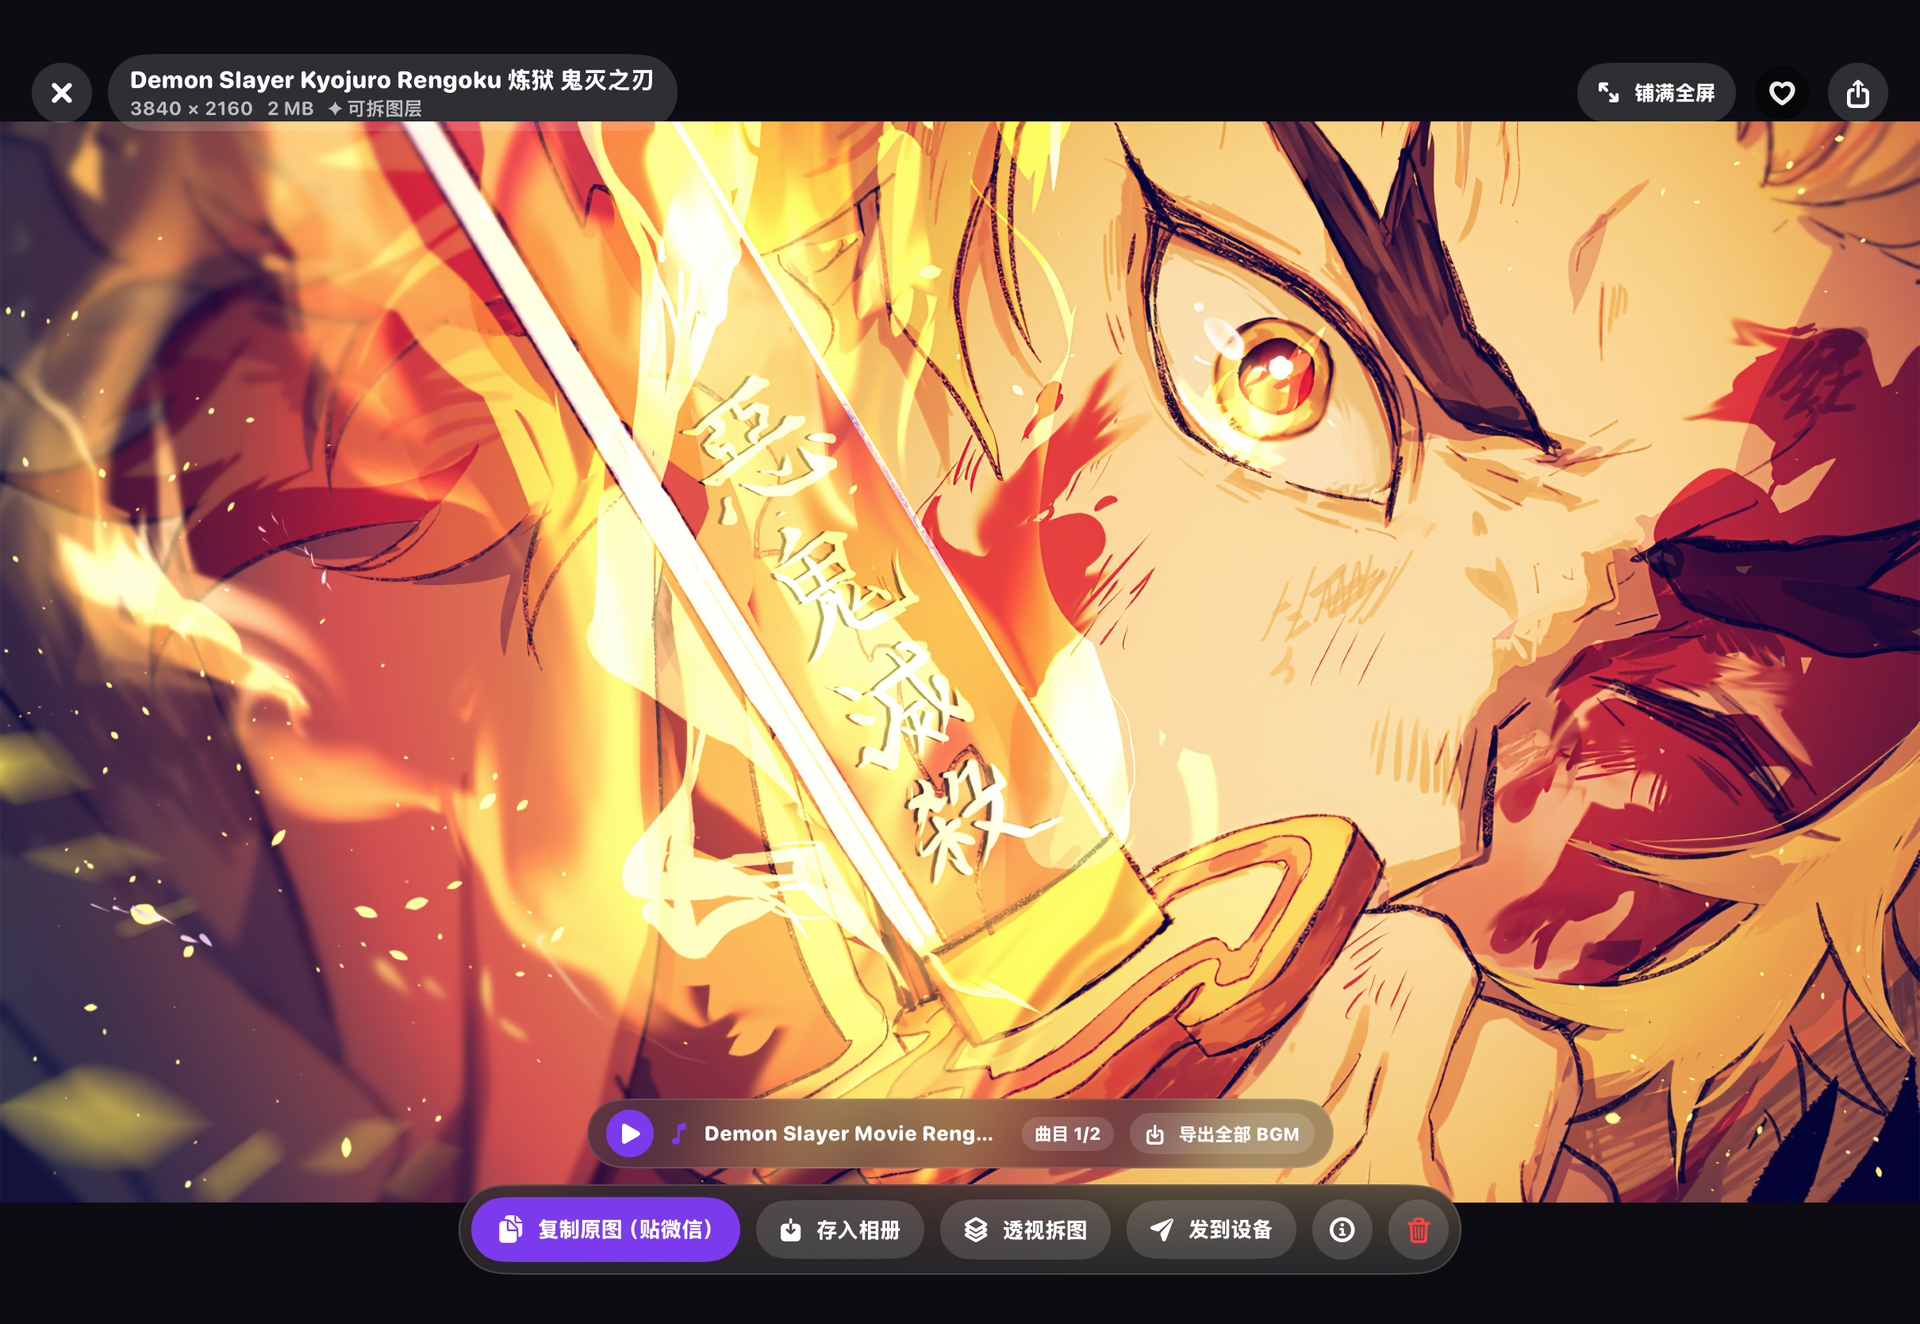 Demon Slayer Kyojuro Rengoku 炼狱 鬼灭之刃
3840 × 2160 2 MB 可拆图层
铺满全屏
惡
鬼
滅
殺
Demon Slayer Movie Reng...
曲目 1/2
导出全部 BGM
复制原图（贴微信）
存入相册
透视拆图
发到设备